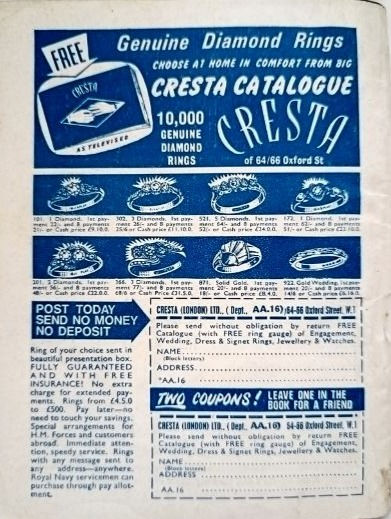 FREE
Genuine Diamond Rings
CHOOSE AT HOME IN COMFORT FROM BIG
CRESTA CATALOGUE
CRESTA
AS TELEVISED
10,000
GENUINE
DIAMOND
RINGS
CRESTA
of 64/66 Oxford St
POST TODAY
SEND NO MONEY
NO DEPOSIT
Ring of your choice sent in
beautiful presentation box.
FULLY GUARANTEED
AND WITH FREE
INSURANCE! No extra
charge for extended pay-
ments. Rings from £4.5.0
to £500. Pay later—no
need to touch your savings.
Special arrangements for
H.M. Forces and customers
abroad. Immediate atten-
tion, speedy service. Rings
with any message sent to
any address—anywhere.
Royal Navy servicemen can
purchase through pay allot-
ment.
CRESTA (LONDON) LTD., (Dept. AA.16) 64-66 Oxford Street, W.1
Please send without obligation by return FREE
Catalogue (with FREE ring gauge) of Engagement,
Wedding, Dress & Signet Rings, Jewellery & Watches.
NAME
(Block letters)
ADDRESS
*AA.16
TWO COUPONS! LEAVE ONE IN THE
BOOK FOR A FRIEND
CRESTA (LONDON) LTD., (Dept. AA.16) 64-66 Oxford Street, W.1
Please send without obligation by return FREE
Catalogue (with FREE ring gauge) of Engagement,
Wedding, Dress & Signet Rings, Jewellery & Watches.
NAME
(Block letters)
ADDRESS
AA.16